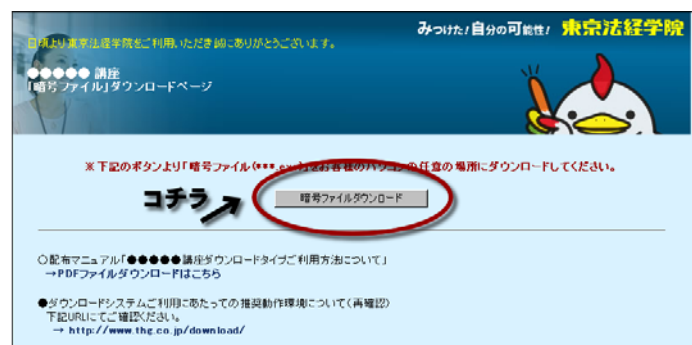 みつけた!自分の可能性! 東京法経学院
日頃より東京法経学院をご利用いただき誠にありがとうございます。
●●●●● 講座
「暗号ファイル」ダウンロードページ
※下記のボタンより「暗号ファイル(***.exe)」をお客様のパソコンの任意の場所にダウンロードしてください。
コチラ
暗号ファイルダウンロード
○配布マニュアル「●●●●●講座ダウンロードタイプご利用方法について」
→PDFファイルダウンロードはこちら
●ダウンロードシステムご利用にあたっての推奨動作環境について(再確認)
下記URLにてご確認ください。
→ http://www.thg.co.jp/download/